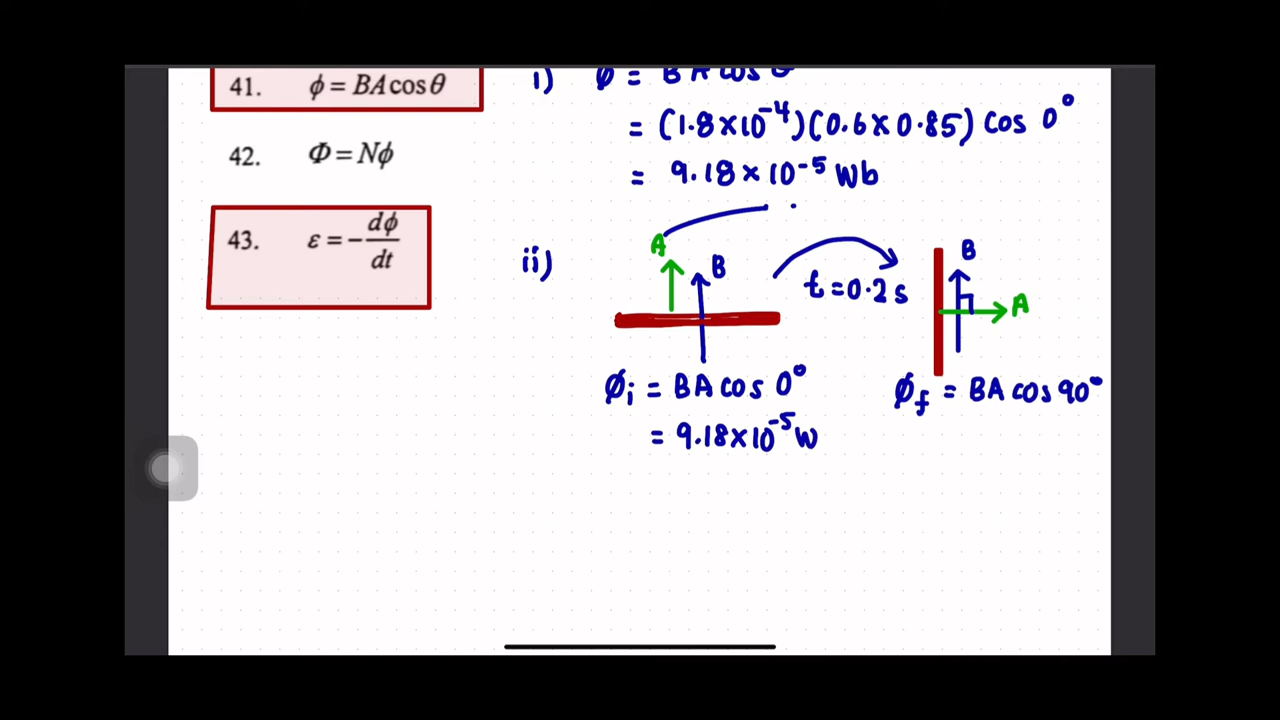 41. ϕ = BA cos θ
42. Φ = Nϕ
43. ε = − dϕ/dt
i) Ø = BA cos θ
= (1.8×10⁻⁴)(0.6×0.85) cos 0°
= 9.18 × 10⁻⁵ Wb
ii) A B t = 0.2 s B A
Øi = BA cos 0°
= 9.18×10⁻⁵ W
Øf = BA cos 90°